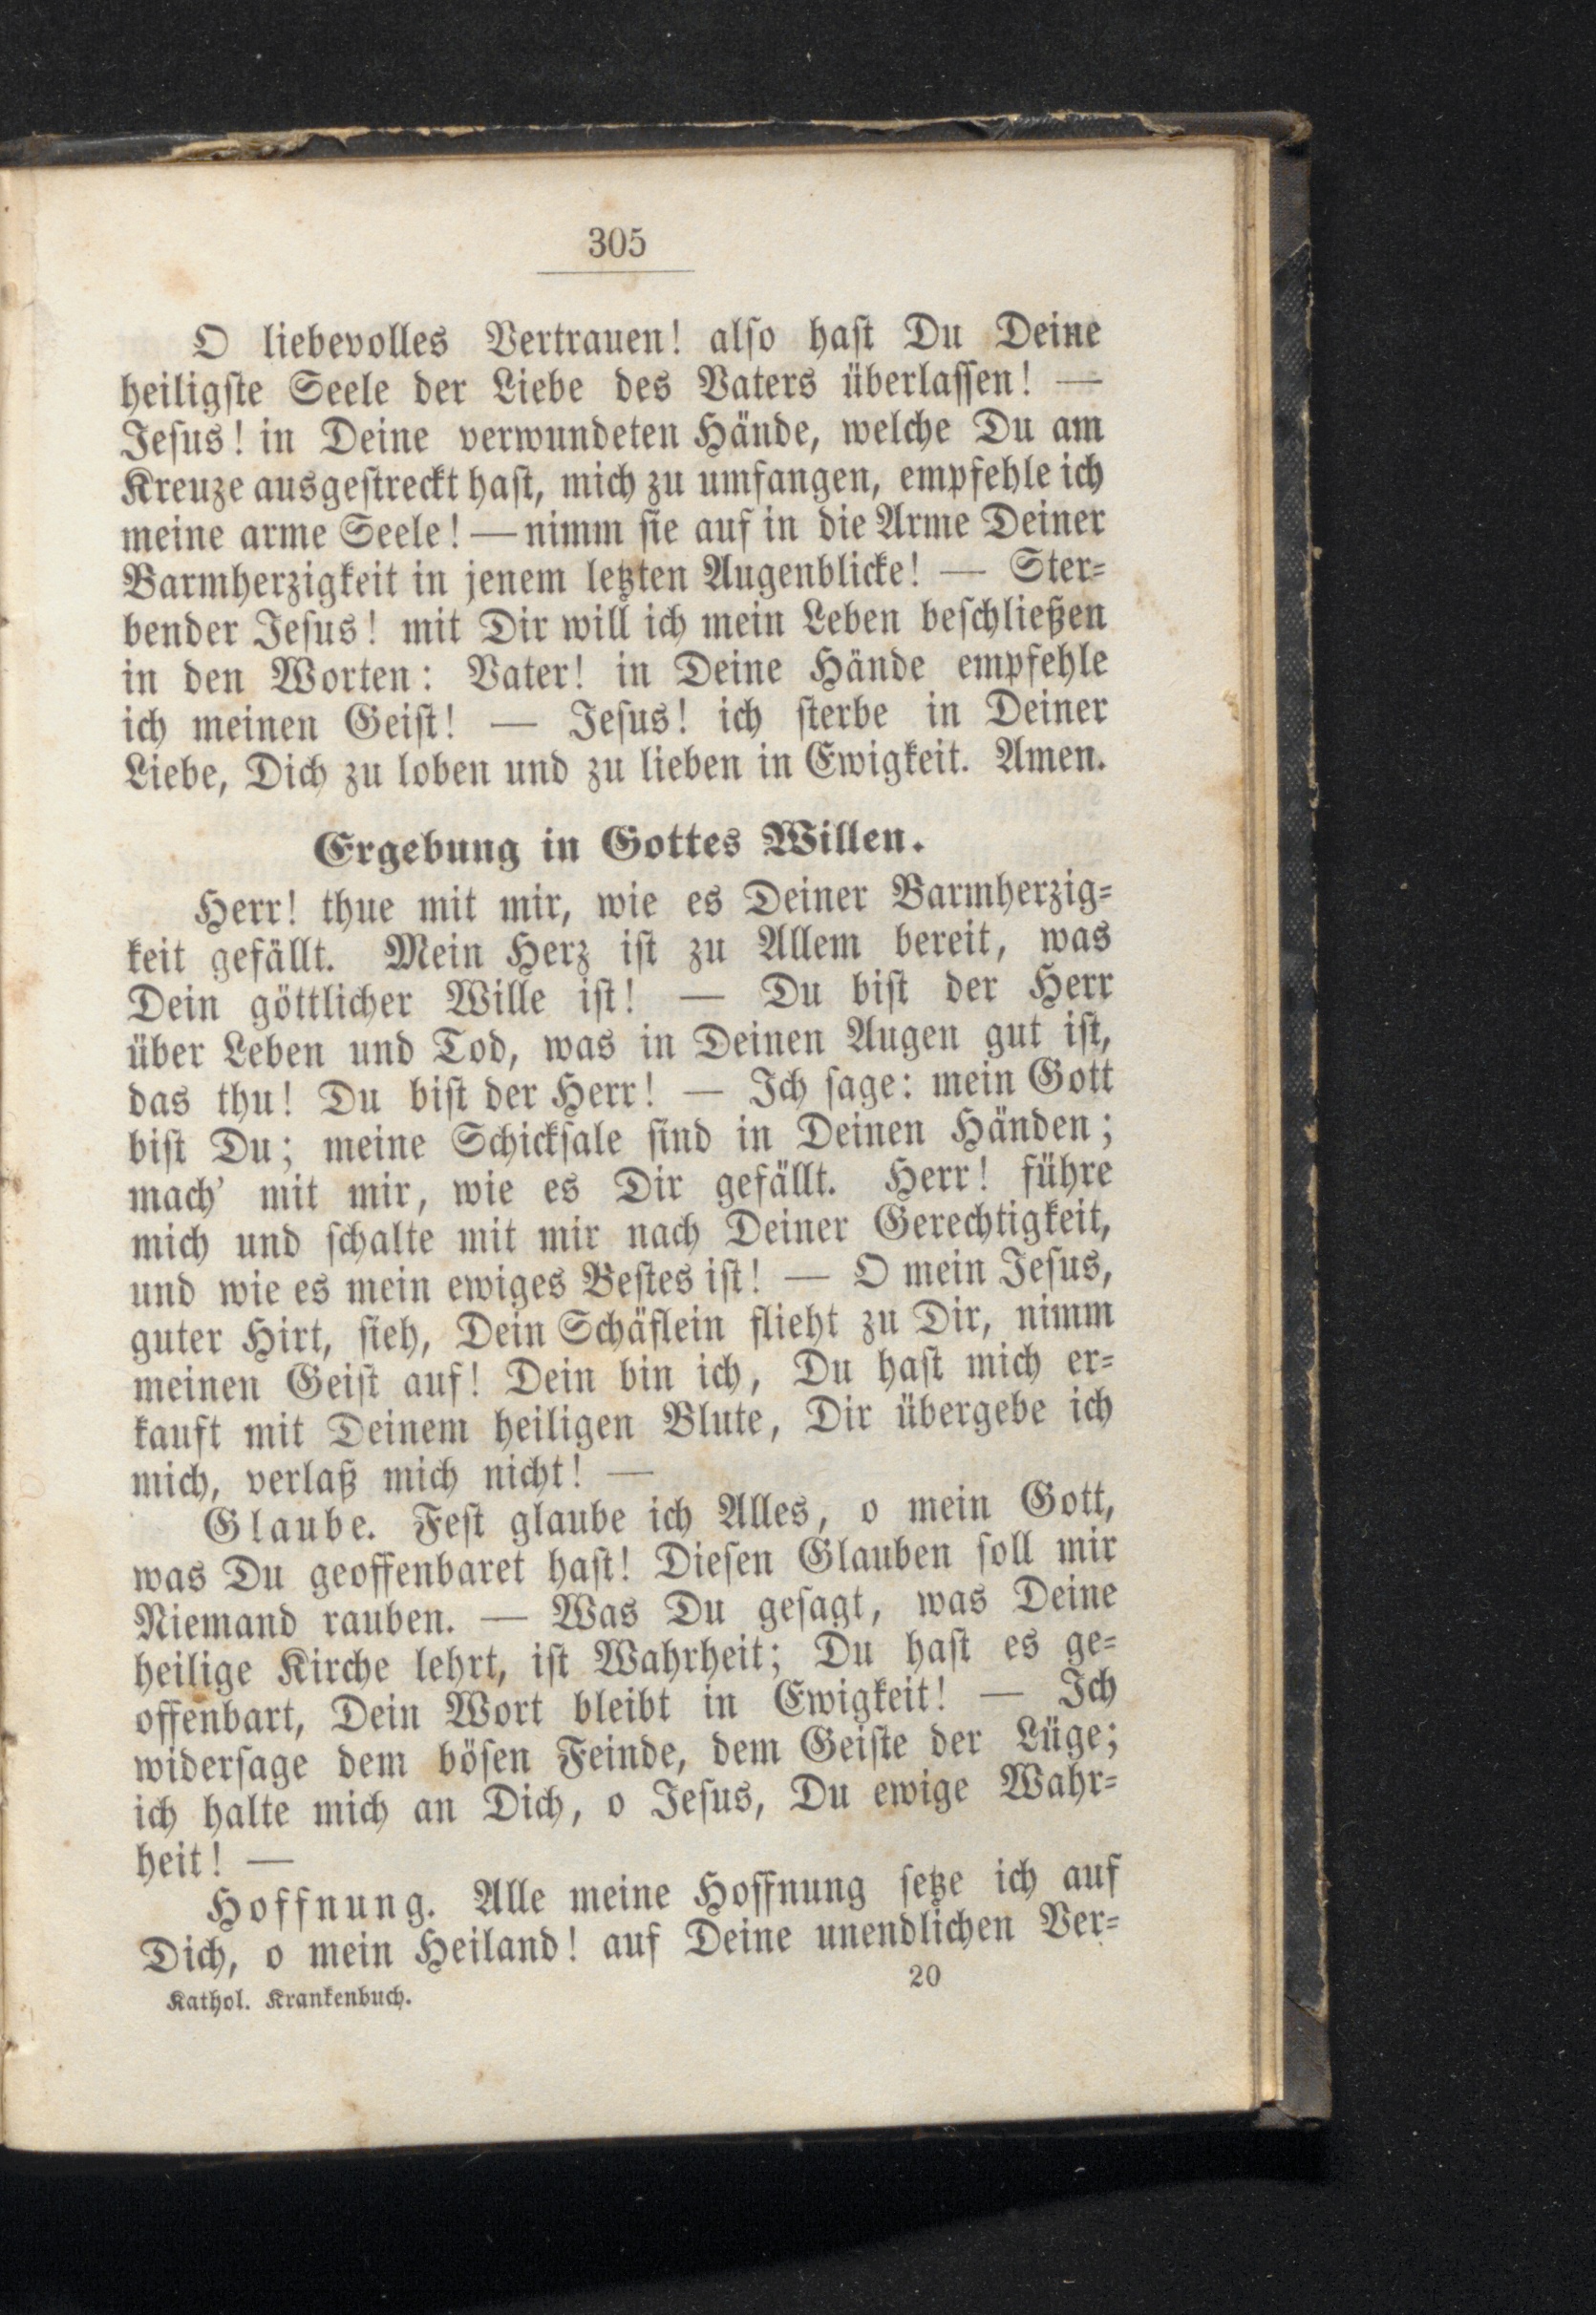 305
O liebevolles Vertrauen! also hast Du Deine
heiligste Seele der Liebe des Vaters überlassen! —
Jesus! in Deine verwundeten Hände, welche Du am
Kreuze ausgestreckt hast, mich zu umfangen, empfehle ich
meine arme Seele! — nimm sie auf in die Arme Deiner
Barmherzigkeit in jenem letzten Augenblicke! — Ster-
bender Jesus! mit Dir will ich mein Leben beschließen
in den Worten: Vater! in Deine Hände empfehle
ich meinen Geist! — Jesus! ich sterbe in Deiner
Liebe, Dich zu loben und zu lieben in Ewigkeit. Amen.
Ergebung in Gottes Willen.
Herr! thue mit mir, wie es Deiner Barmherzig-
keit gefällt. Mein Herz ist zu Allem bereit, was
Dein göttlicher Wille ist! — Du bist der Herr
über Leben und Tod, was in Deinen Augen gut ist,
das thu! Du bist der Herr! — Ich sage: mein Gott
bist Du; meine Schicksale sind in Deinen Händen;
mach' mit mir, wie es Dir gefällt. Herr! führe
mich und schalte mit mir nach Deiner Gerechtigkeit,
und wie es mein ewiges Bestes ist! — O mein Jesus,
guter Hirt, sieh, Dein Schäflein flieht zu Dir, nimm
meinen Geist auf! Dein bin ich, Du hast mich er-
kauft mit Deinem heiligen Blute, Dir übergebe ich
mich, verlaß mich nicht! —
Glaube. Fest glaube ich Alles, o mein Gott,
was Du geoffenbaret hast! Diesen Glauben soll mir
Niemand rauben. — Was Du gesagt, was Deine
heilige Kirche lehrt, ist Wahrheit; Du hast es ge-
offenbart, Dein Wort bleibt in Ewigkeit! — Ich
widersage dem bösen Feinde, dem Geiste der Lüge;
ich halte mich an Dich, o Jesus, Du ewige Wahr-
heit! —
Hoffnung. Alle meine Hoffnung setze ich auf
Dich, o mein Heiland! auf Deine unendlichen Ver-
Kathol. Krankenbuch. 20